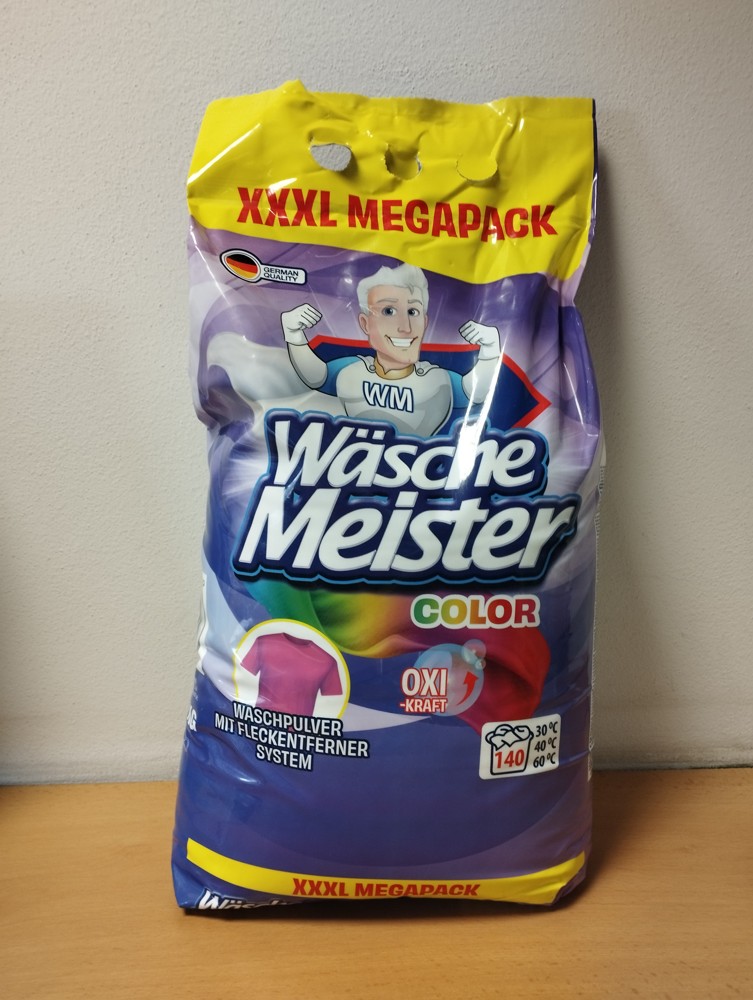 XXXL MEGAPACK
GERMAN
QUALITY
WM
Wäsche
Meister
COLOR
OXI
-KRAFT
WASCHPULVER
MIT FLECKENTFERNER
SYSTEM
140
30 °C
40 °C
60 °C
XXXL MEGAPACK